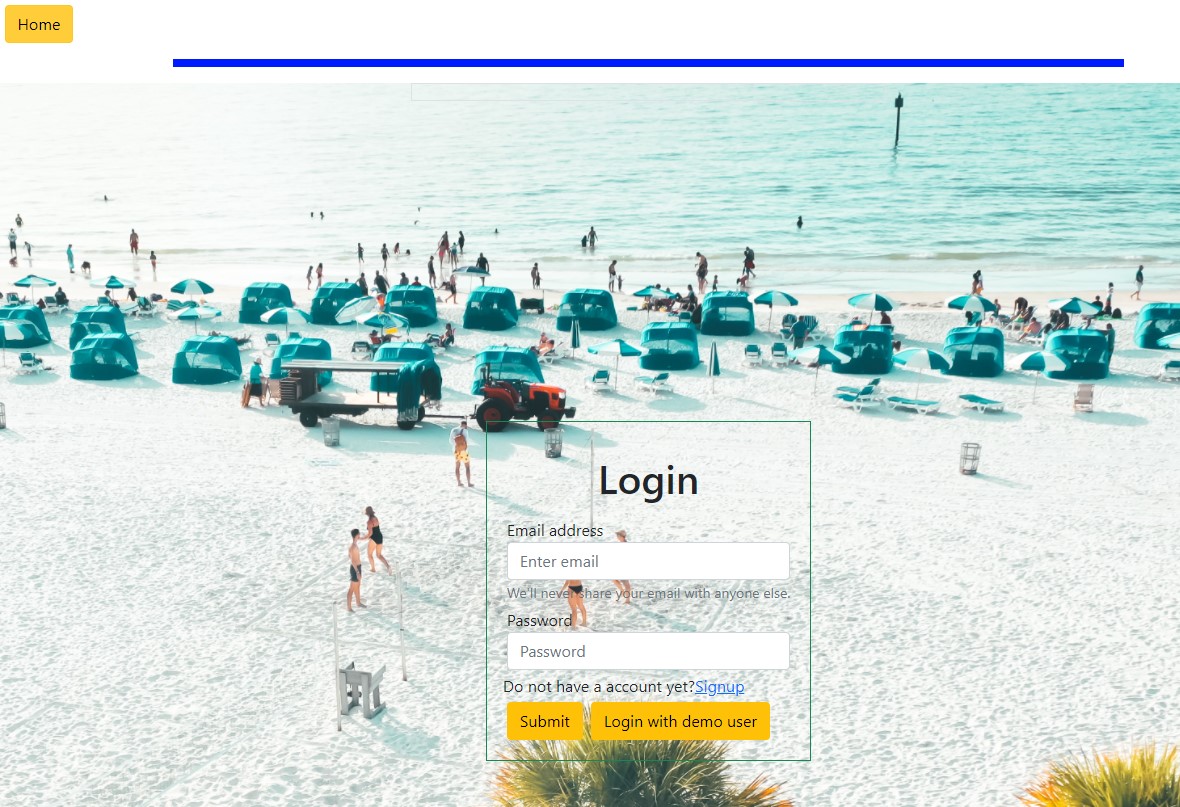 Home
Login
Email address
Enter email
We'll never share your email with anyone else.
Password
Password
Do not have a account yet?Signup
Submit
Login with demo user